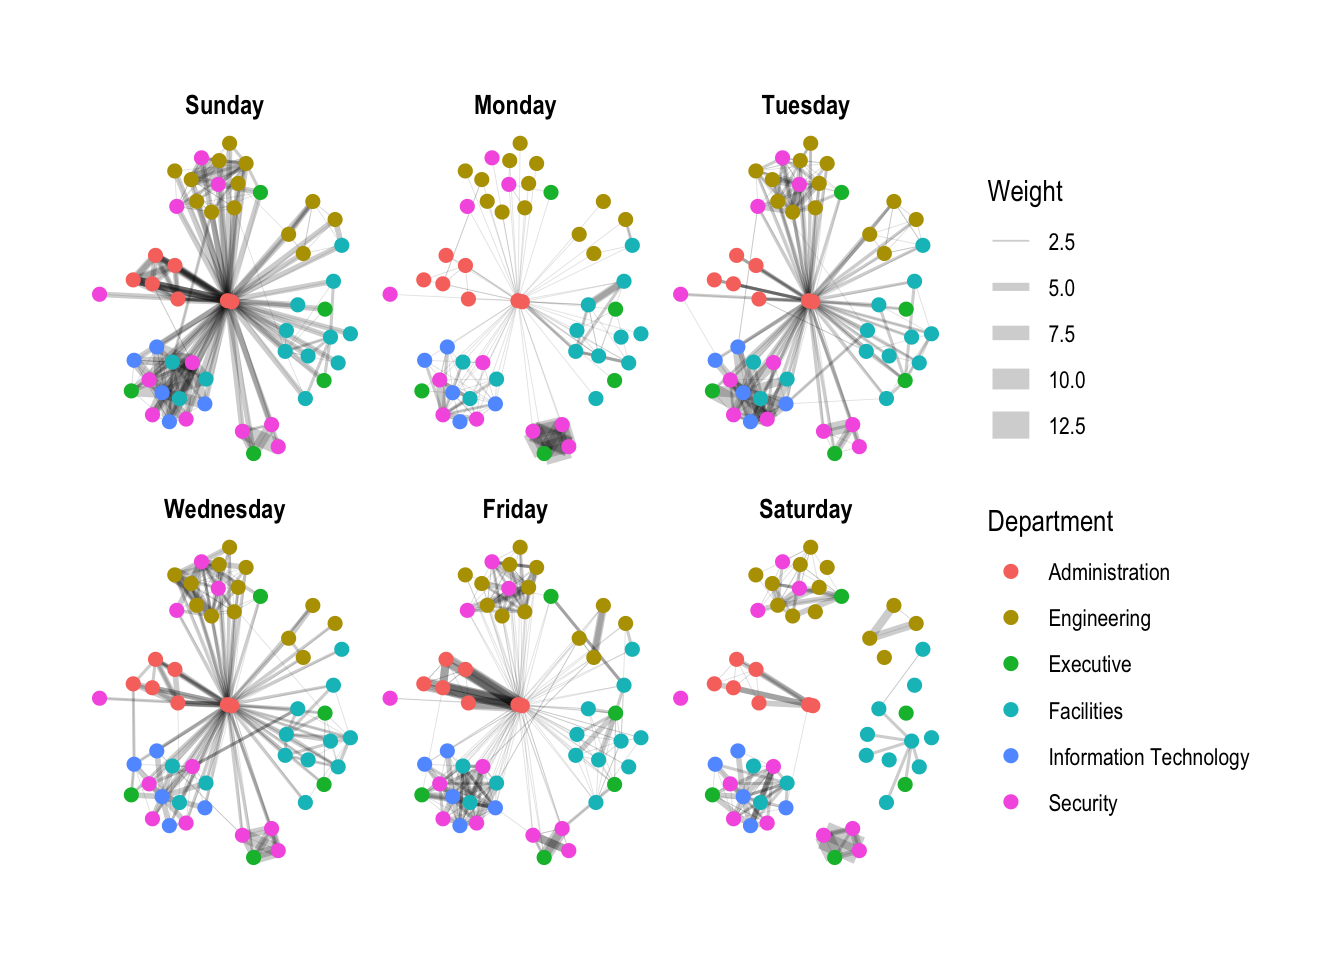 Sunday
Monday
Tuesday
Wednesday
Friday
Saturday
Weight
2.5
5.0
7.5
10.0
12.5
Department
Administration
Engineering
Executive
Facilities
Information Technology
Security